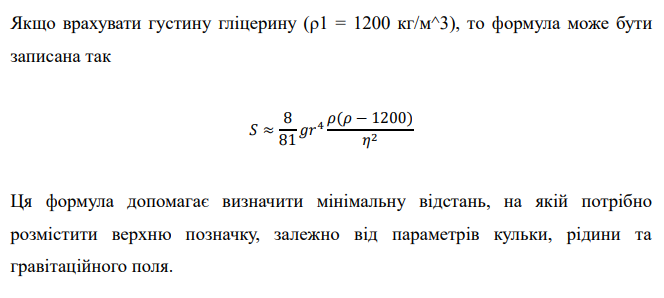 Якщо врахувати густину гліцерину (ρ1 = 1200 кг/м^3), то формула може бути
записана так
S ≈ 8/81 gr⁴ ρ(ρ − 1200)/η²
Ця формула допомагає визначити мінімальну відстань, на якій потрібно
розмістити верхню позначку, залежно від параметрів кульки, рідини та
гравітаційного поля.